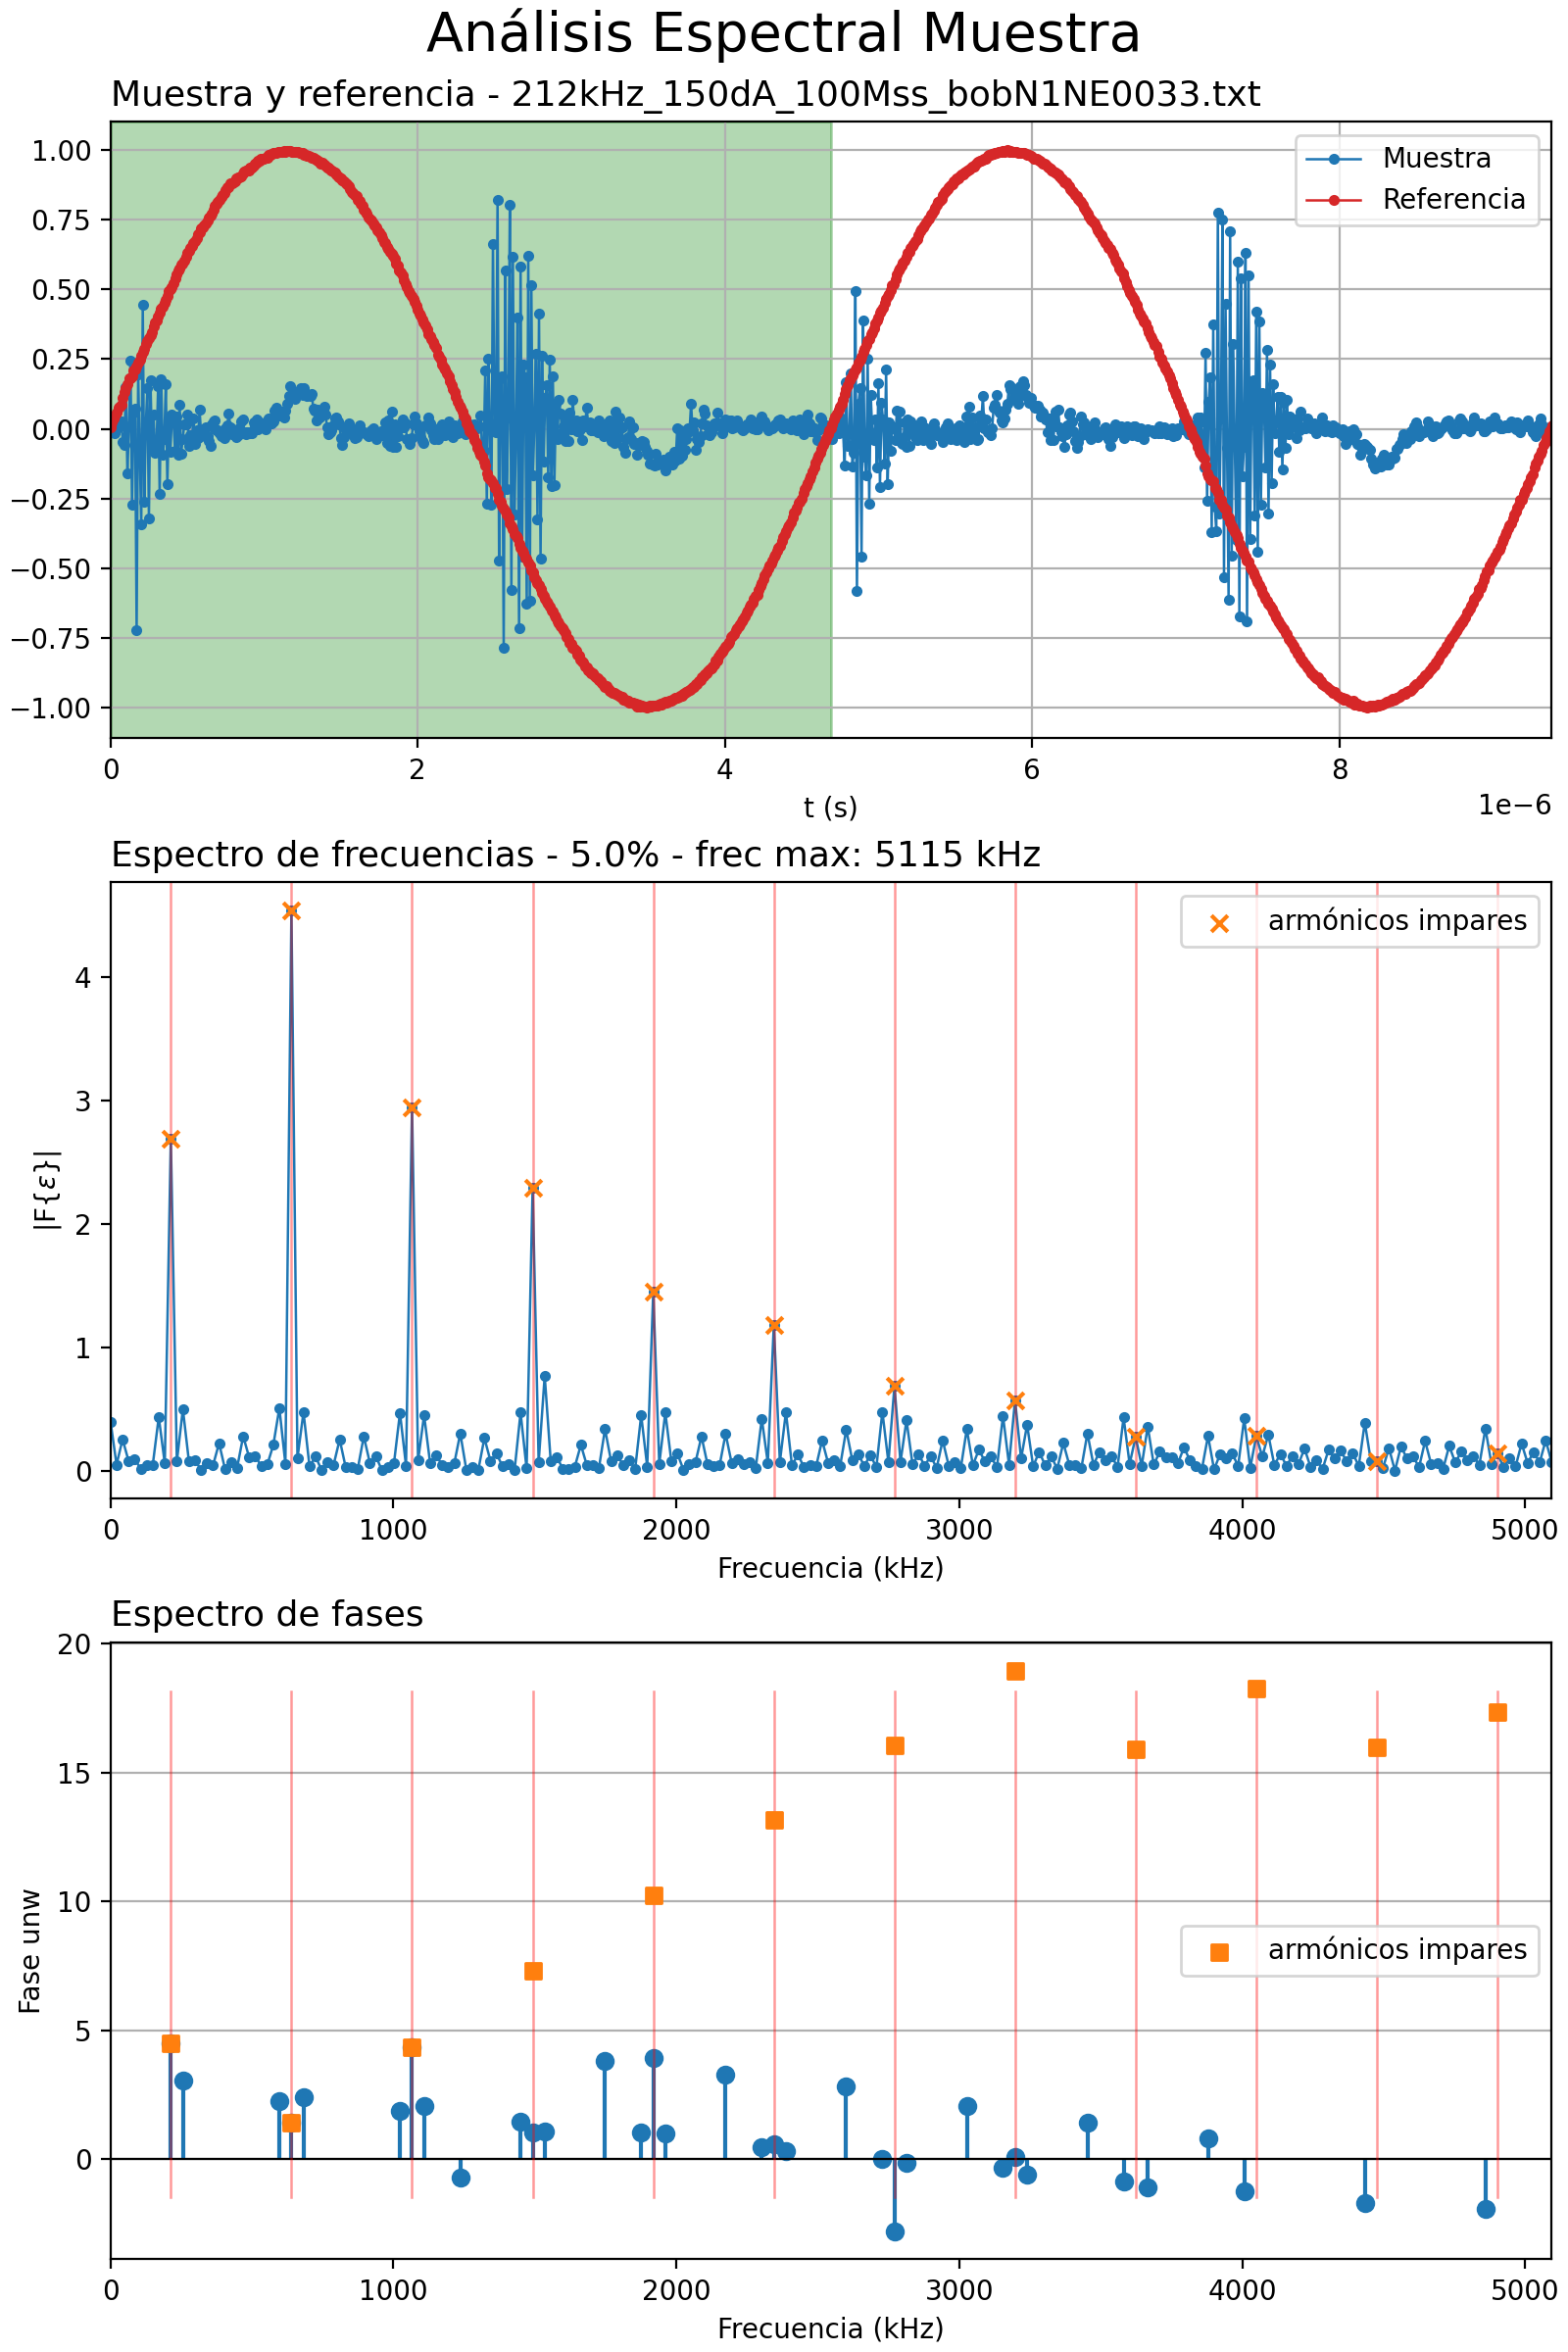 Análisis Espectral Muestra
Muestra y referencia - 212kHz_150dA_100Mss_bobN1NE0033.txt
1.00
0.75
0.50
0.25
0.00
−0.25
−0.50
−0.75
−1.00
Muestra
Referencia
0 2 4 6 8
t (s)
1e−6
Espectro de frecuencias - 5.0% - frec max: 5115 kHz
armónicos impares
4
3
2
1
0
|F{ε}|
0 1000 2000 3000 4000 5000
Frecuencia (kHz)
Espectro de fases
20
15
10
5
0
Fase unw
armónicos impares
0 1000 2000 3000 4000 5000
Frecuencia (kHz)